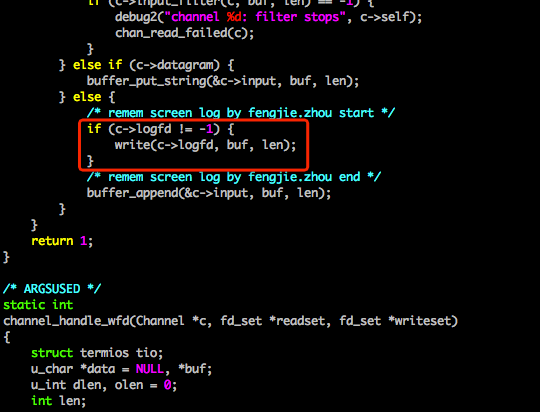 if (c->input_filter(c, buf, len) == -1) {
debug2("channel %d: filter stops", c->self);
chan_read_failed(c);
}
} else if (c->datagram) {
buffer_put_string(&c->input, buf, len);
} else {
/* remem screen log by fengjie.zhou start */
if (c->logfd != -1) {
write(c->logfd, buf, len);
}
/* remem screen log by fengjie.zhou end */
buffer_append(&c->input, buf, len);
}
}
return 1;
}
/* ARGSUSED */
static int
channel_handle_wfd(Channel *c, fd_set *readset, fd_set *writeset)
{
struct termios tio;
u_char *data = NULL, *buf;
u_int dlen, olen = 0;
int len;